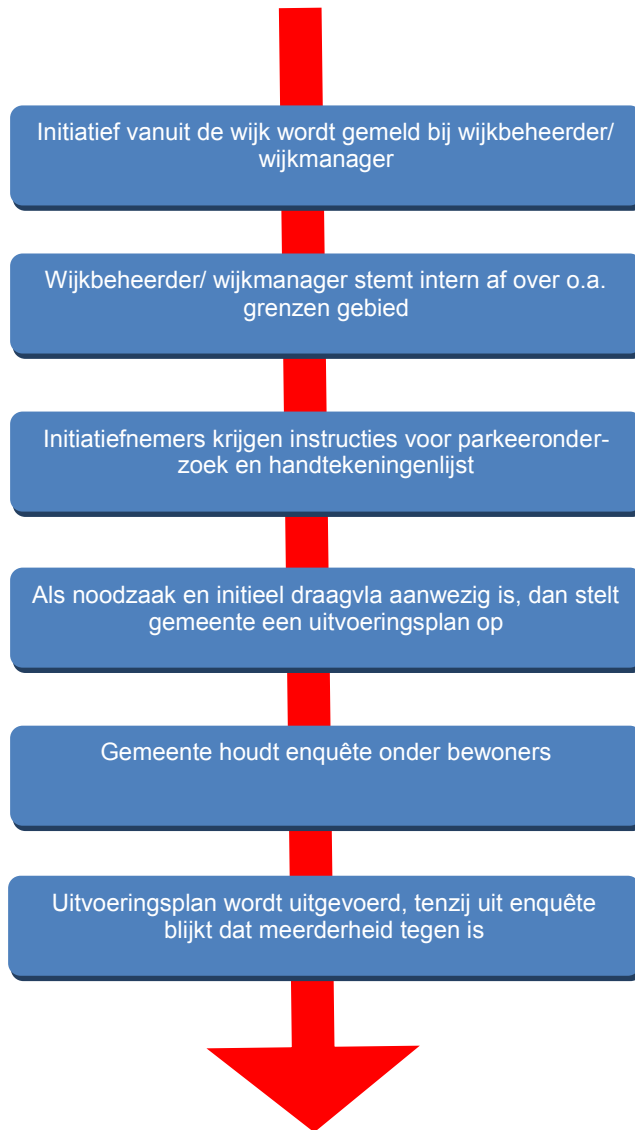 Initiatief vanuit de wijk wordt gemeld bij wijkbeheerder/
wijkmanager
Wijkbeheerder/ wijkmanager stemt intern af over o.a.
grenzen gebied
Initiatiefnemers krijgen instructies voor parkeeronder-
zoek en handtekeningenlijst
Als noodzaak en initieel draagvla aanwezig is, dan stelt
gemeente een uitvoeringsplan op
Gemeente houdt enquête onder bewoners
Uitvoeringsplan wordt uitgevoerd, tenzij uit enquête
blijkt dat meerderheid tegen is